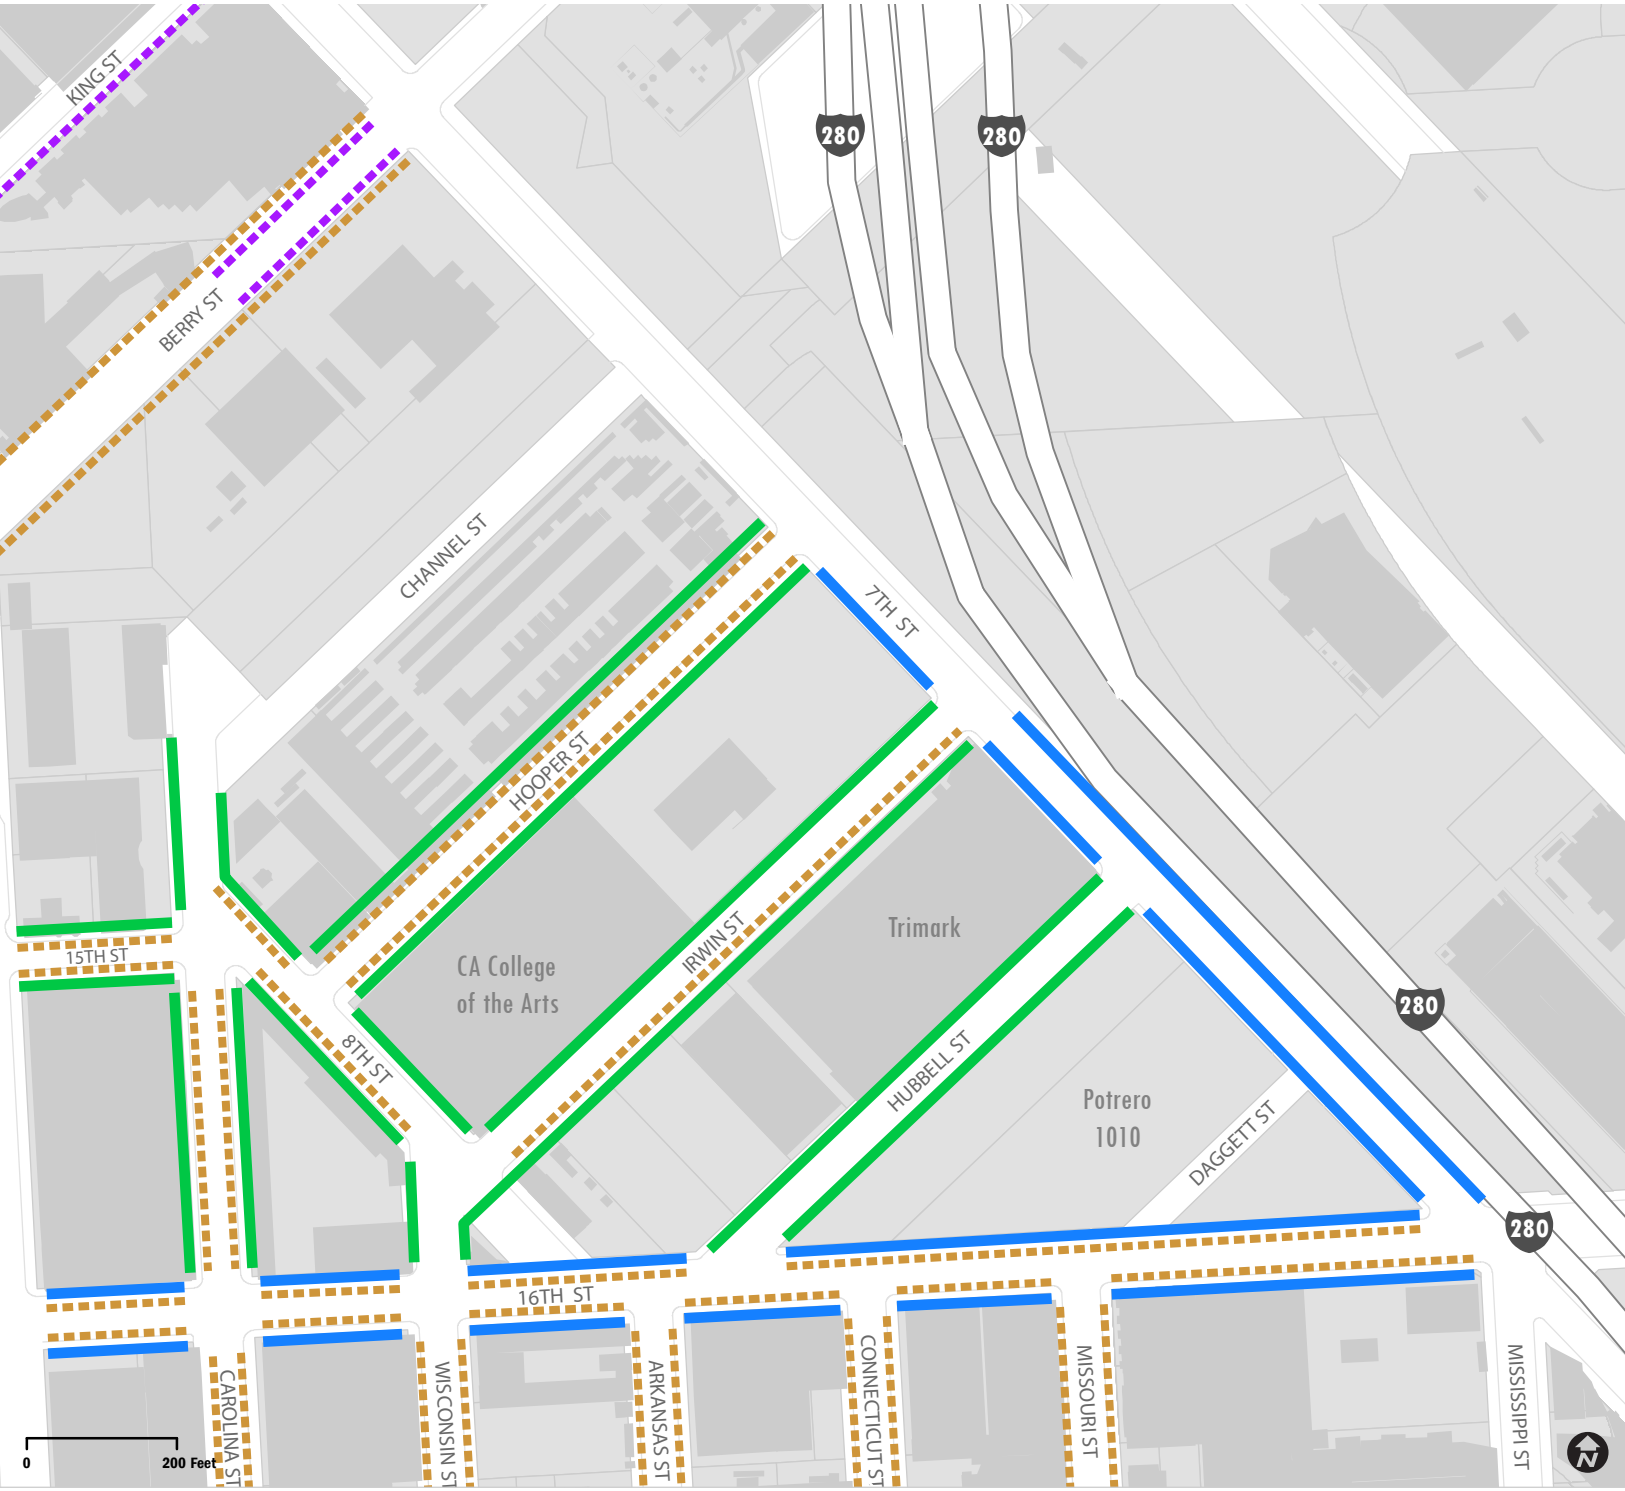 KING ST
280
280
BERRY ST
CHANNEL ST
7TH ST
HOOPER ST
IRWIN ST
Trimark
15TH ST
CA College
of the Arts
280
8TH ST
HUBBELL ST
Potrero
1010
DAGGETT ST
280
16TH ST
CAROLINA ST
WISCONSIN ST
ARKANSAS ST
CONNECTICUT ST
MISSOURI ST
MISSISSIPPI ST
0 200 Feet
N